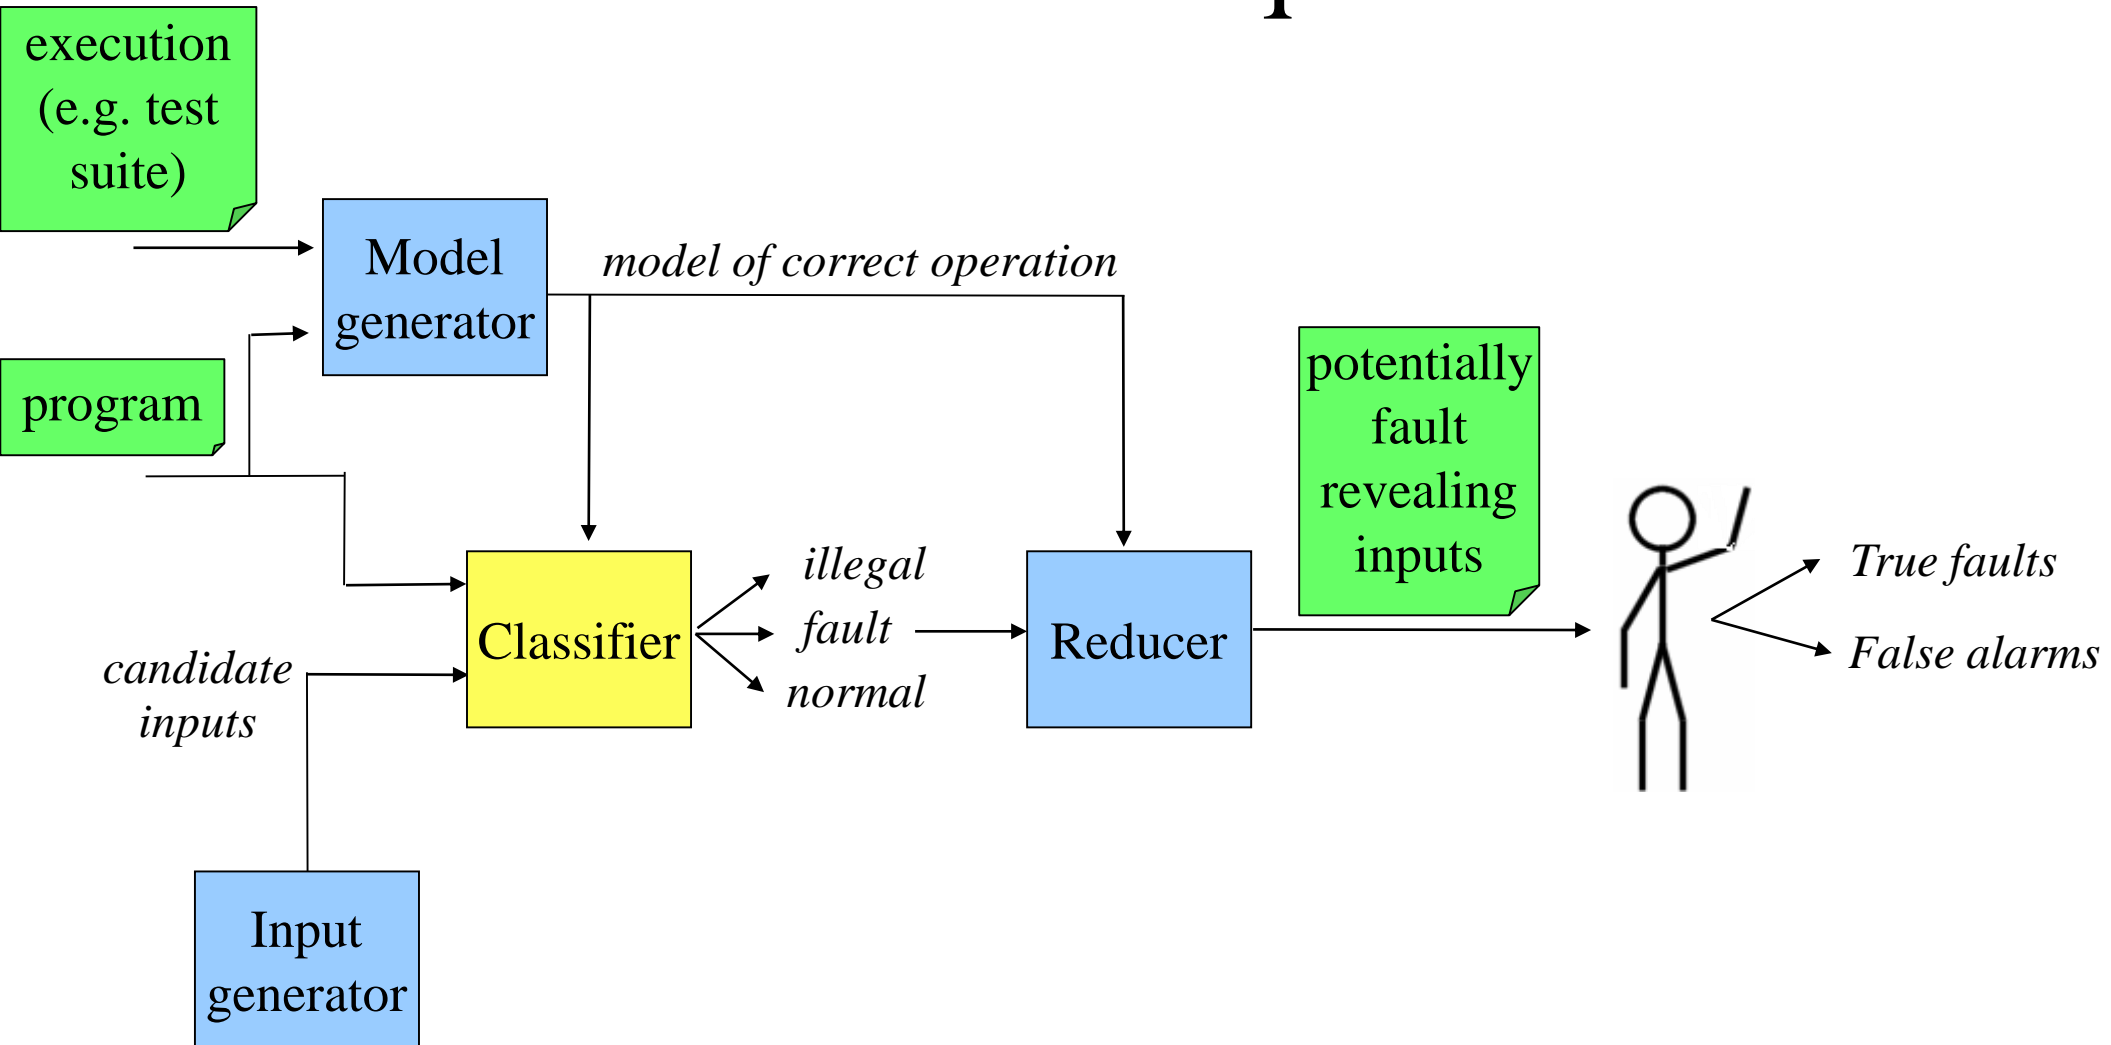 execution
(e.g. test
suite)
Model
generator
model of correct operation
program
potentially
fault
revealing
inputs
illegal
fault
normal
Classifier
Reducer
candidate
inputs
True faults
False alarms
Input
generator